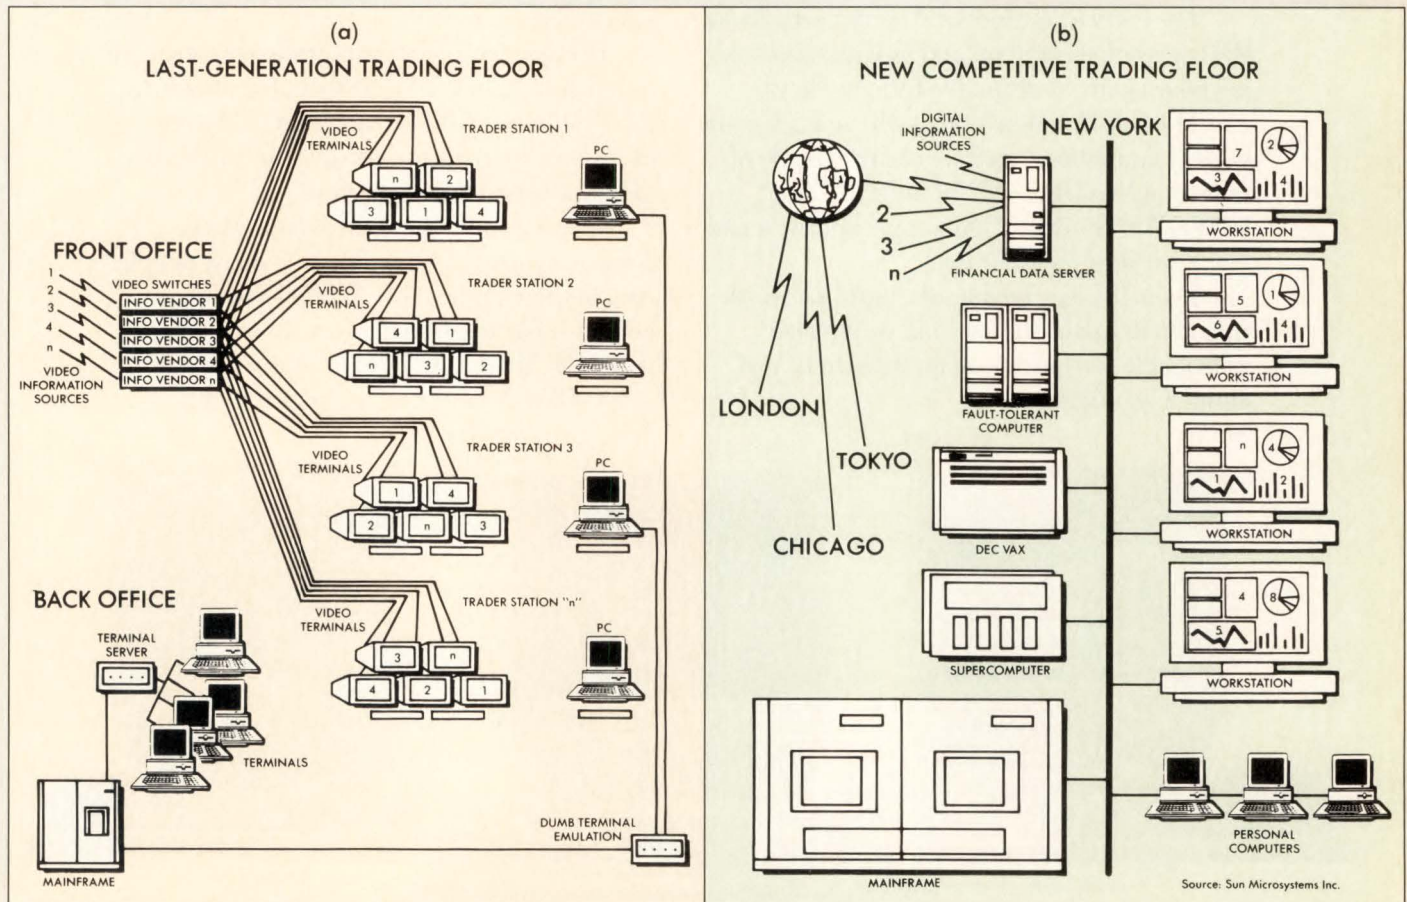 (a)
LAST-GENERATION TRADING FLOOR
VIDEO
TERMINALS
TRADER STATION 1
PC
n
2
3
1
4
FRONT OFFICE
1
2
3
4
n
VIDEO SWITCHES
INFO VENDOR 1
INFO VENDOR 2
INFO VENDOR 3
INFO VENDOR 4
INFO VENDOR n
VIDEO
INFORMATION
SOURCES
VIDEO
TERMINALS
TRADER STATION 2
PC
4
1
n
3
2
VIDEO
TERMINALS
TRADER STATION 3
PC
1
4
2
n
3
VIDEO
TERMINALS
TRADER STATION "n"
PC
3
n
4
2
1
BACK OFFICE
TERMINAL
SERVER
TERMINALS
MAINFRAME
DUMB TERMINAL
EMULATION
(b)
NEW COMPETITIVE TRADING FLOOR
DIGITAL
INFORMATION
SOURCES
NEW YORK
2
3
n
FINANCIAL DATA SERVER
LONDON
TOKYO
CHICAGO
FAULT-TOLERANT
COMPUTER
DEC VAX
SUPERCOMPUTER
MAINFRAME
7
2
3
4
WORKSTATION
5
1
6
4
WORKSTATION
n
4
1
2
WORKSTATION
4
8
5
WORKSTATION
PERSONAL
COMPUTERS
Source: Sun Microsystems Inc.